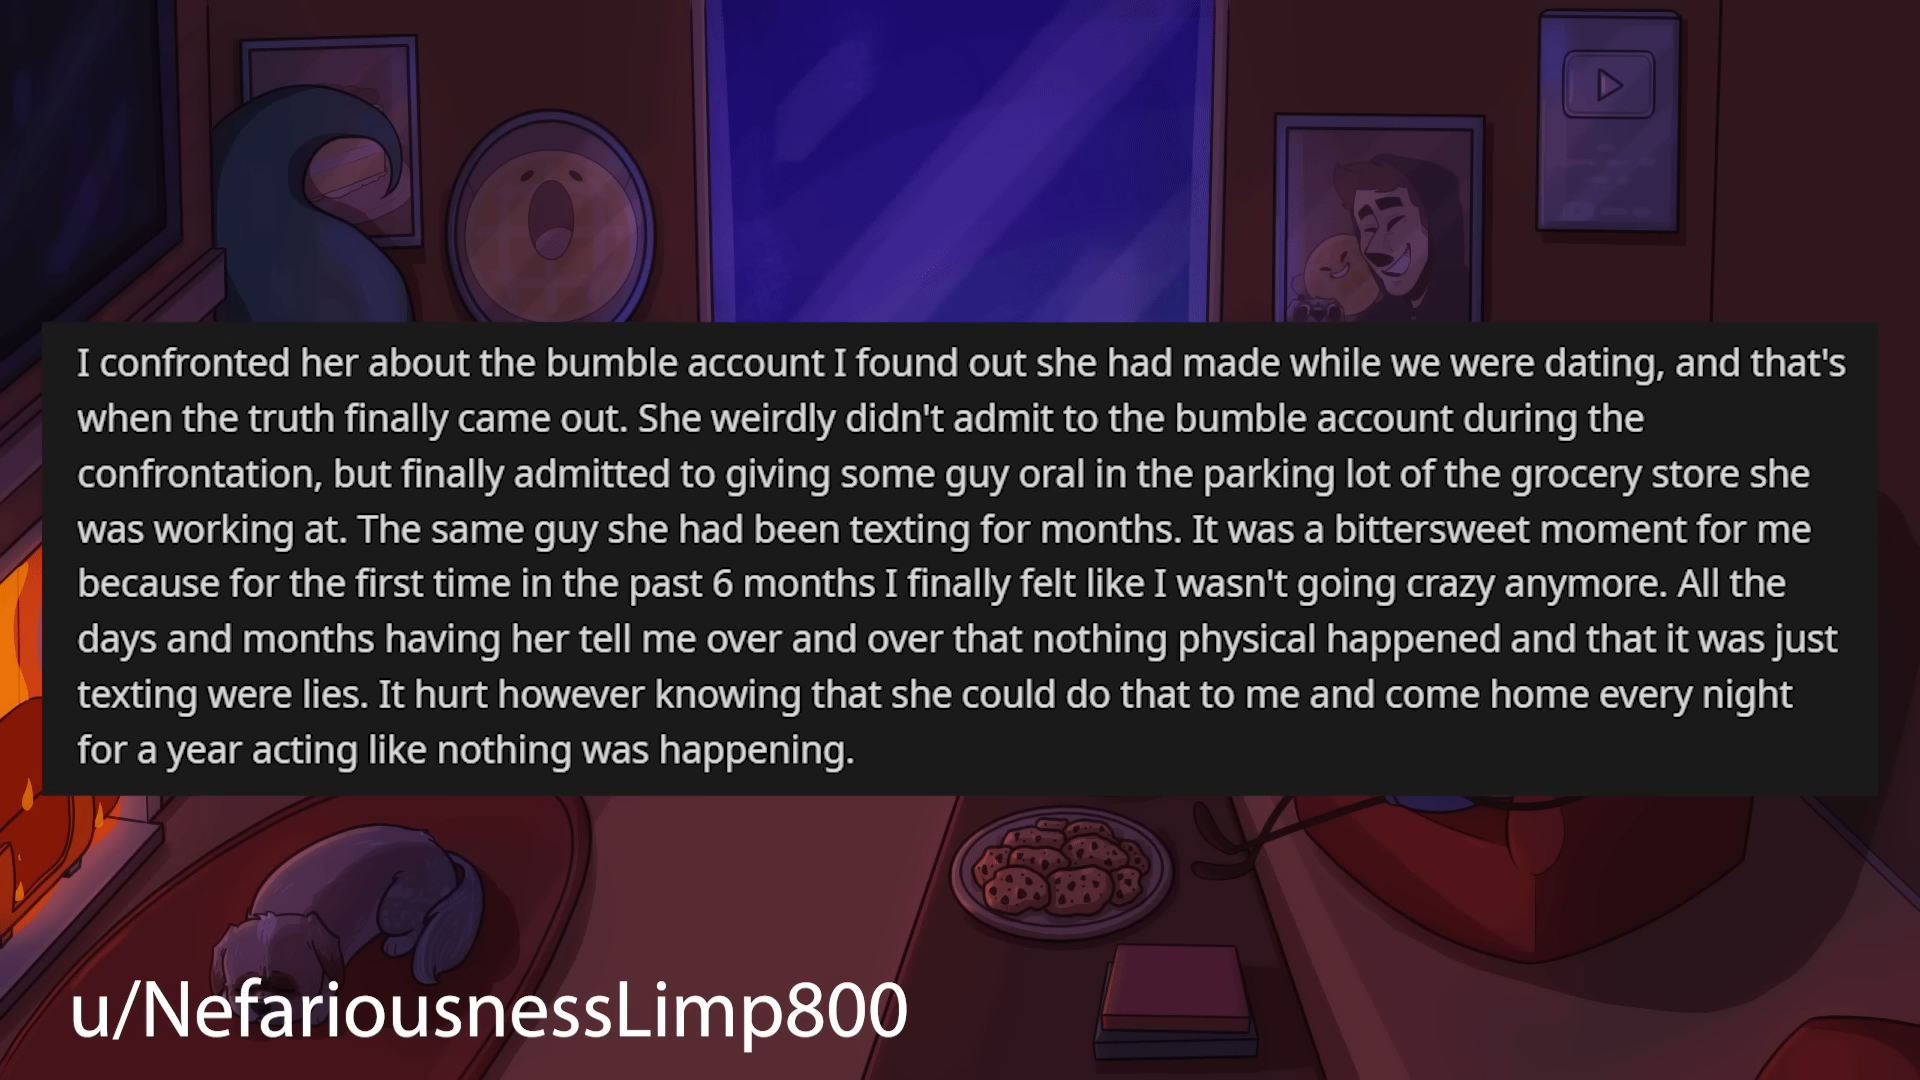 I confronted her about the bumble account I found out she had made while we were dating, and that's
when the truth finally came out. She weirdly didn't admit to the bumble account during the
confrontation, but finally admitted to giving some guy oral in the parking lot of the grocery store she
was working at. The same guy she had been texting for months. It was a bittersweet moment for me
because for the first time in the past 6 months I finally felt like I wasn't going crazy anymore. All the
days and months having her tell me over and over that nothing physical happened and that it was just
texting were lies. It hurt however knowing that she could do that to me and come home every night
for a year acting like nothing was happening.
u/NefariousnessLimp800